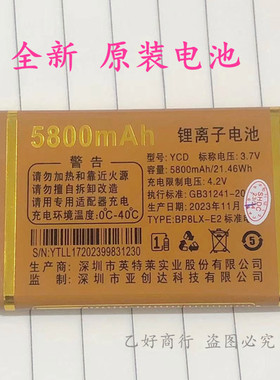 全新 原装电池
5800mAh
锂离子电池
警告
请勿加热和靠近火源
请勿擅自拆卸改造
请用专用适配器充电
充电环境温度:0℃-40℃
型号:YCD 标称电压:3.7V
容量:5800mAh/21.46Wh
充电限制电压:4.2V
执行标准:GB31241-20
生产日期:2023年11月
TYPE:BP8LX-E2
S/N:YTLL17202399831230
生产商:深圳市英特莱实业股份有限公司
制造商:深圳市亚创达科技有限公司
乙好商行 盗图必究